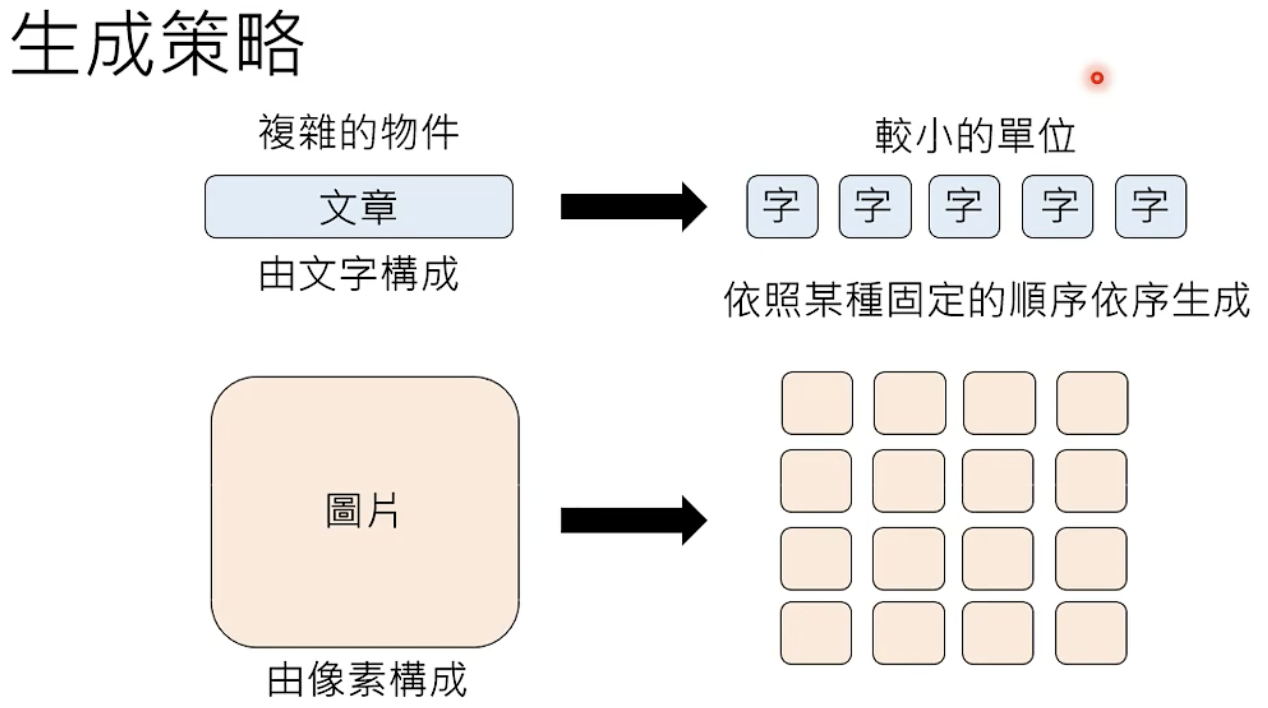 生成策略
複雜的物件
較小的單位
文章
字 字 字 字 字
由文字構成
依照某種固定的順序依序生成
圖片
由像素構成